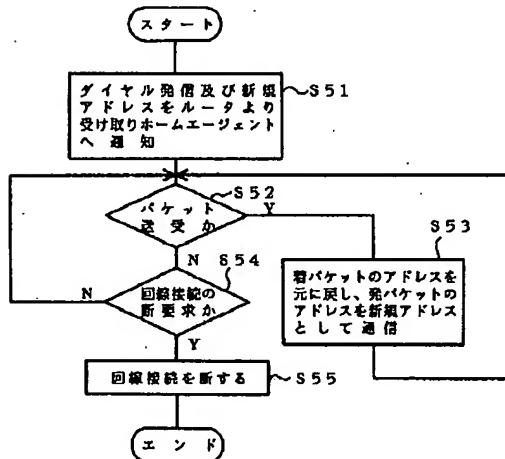 スタート
ダイヤル発信及び新規
アドレスをルータより
受け取りホームエージェント
へ通知
S51
S52
パケット
送受か
Y
N
S53
着パケットのアドレスを
元に戻し、発パケットの
アドレスを新規アドレス
として通信
S54
回線接続の
断要求か
N
Y
回線接続を断する
S55
エンド